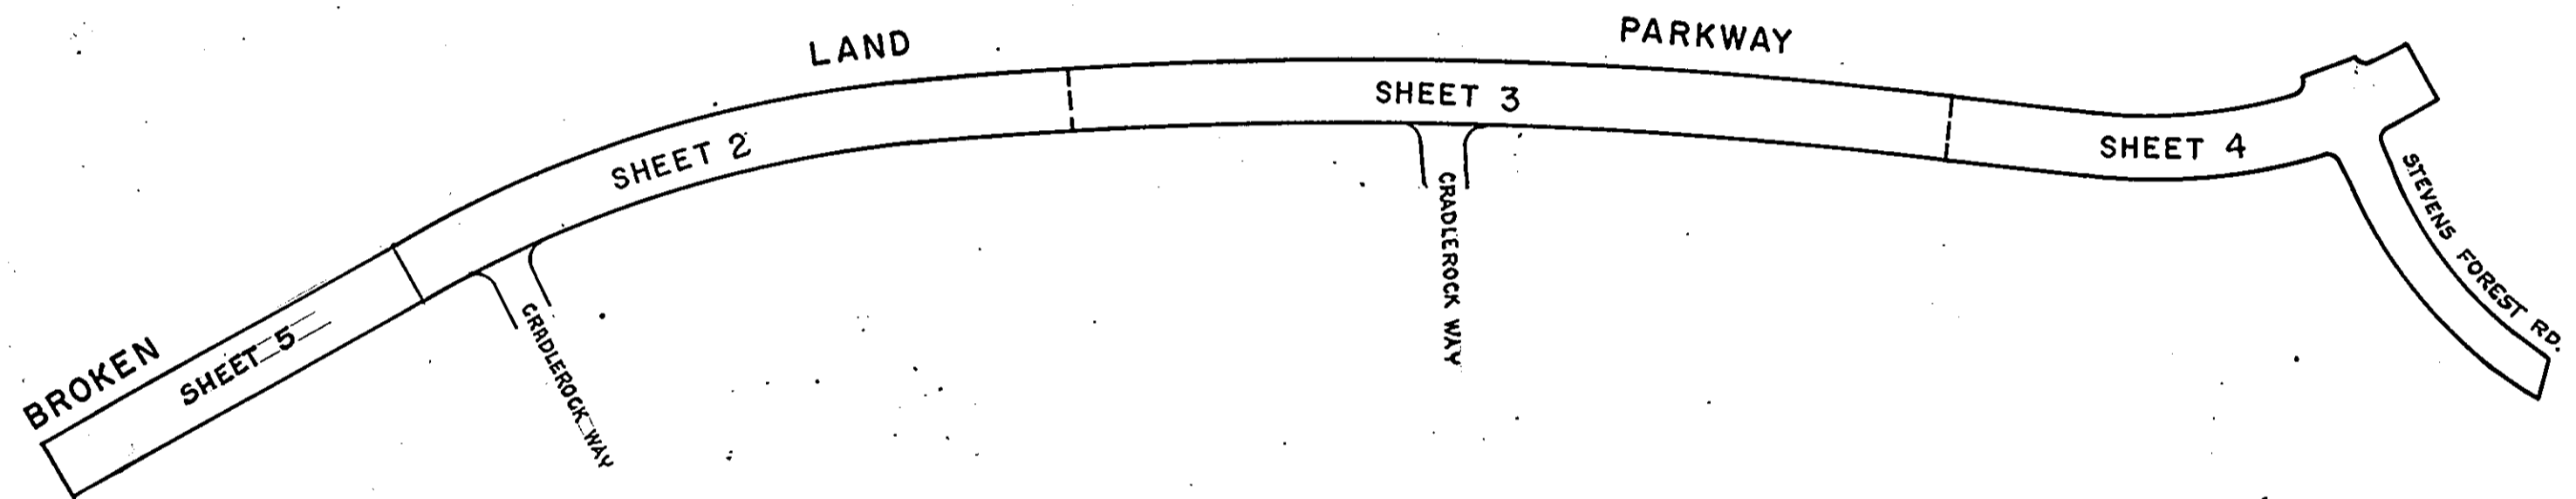 BROKEN LAND PARKWAY
SHEET 5
SHEET 2
SHEET 3
SHEET 4
CRADLEROCK WAY
CRADLEROCK WAY
STEVENS FOREST RD.